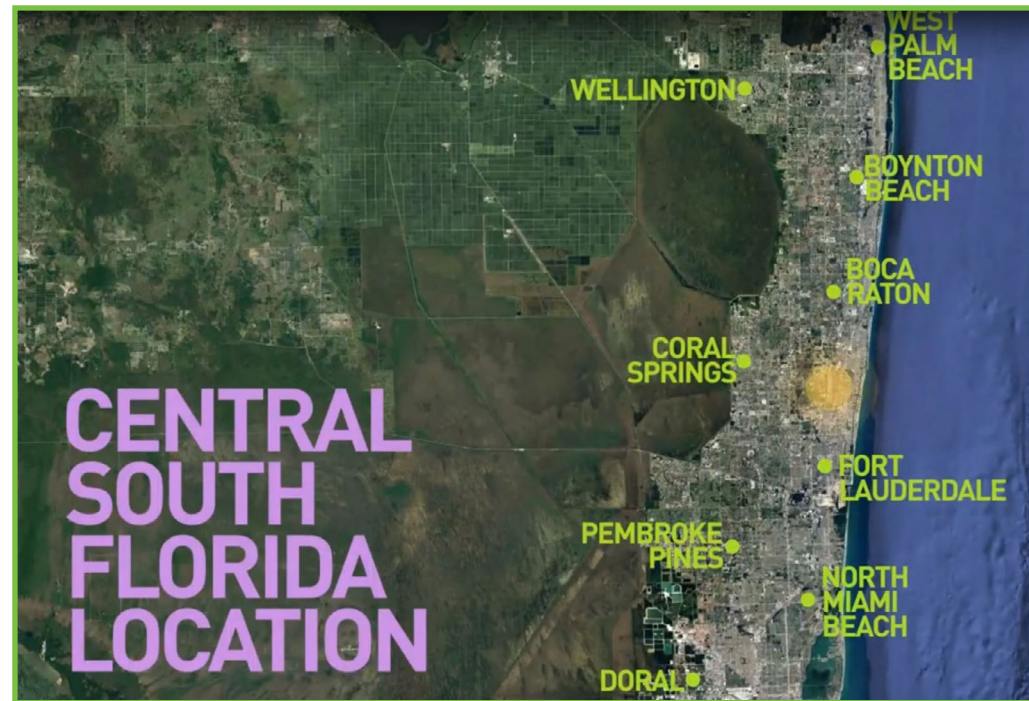 WEST
PALM
BEACH
WELLINGTON
BOYNTON
BEACH
BOCA
RATON
CORAL
SPRINGS
CENTRAL
SOUTH
FLORIDA
LOCATION
FORT
LAUDERDALE
PEMBROKE
PINES
NORTH
MIAMI
BEACH
DORAL